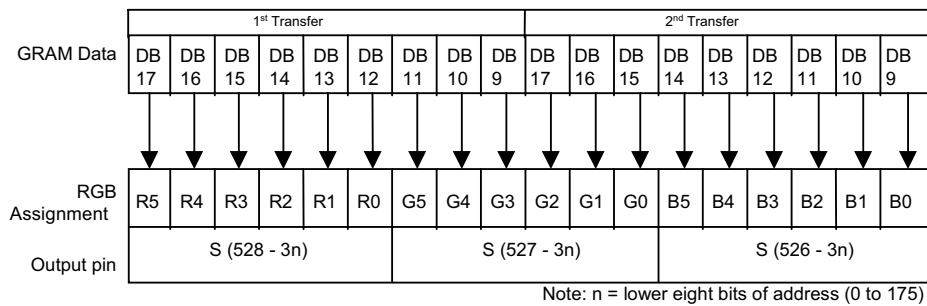 1st Transfer 2nd Transfer
GRAM Data DB 17 DB 16 DB 15 DB 14 DB 13 DB 12 DB 11 DB 10 DB 9 DB 17 DB 16 DB 15 DB 14 DB 13 DB 12 DB 11 DB 10 DB 9
RGB Assignment R5 R4 R3 R2 R1 R0 G5 G4 G3 G2 G1 G0 B5 B4 B3 B2 B1 B0
Output pin S (528 - 3n) S (527 - 3n) S (526 - 3n)
Note: n = lower eight bits of address (0 to 175)